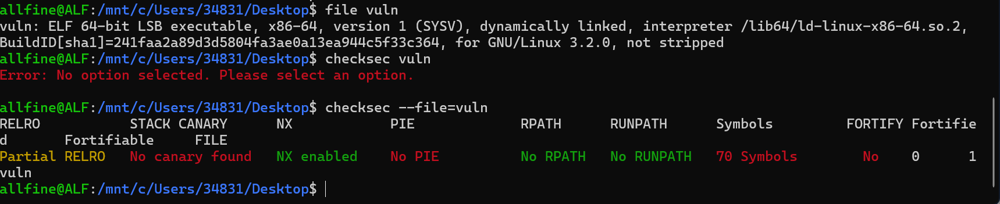 allfine@ALF:/mnt/c/Users/34831/Desktop$ file vuln
vuln: ELF 64-bit LSB executable, x86-64, version 1 (SYSV), dynamically linked, interpreter /lib64/ld-linux-x86-64.so.2,
BuildID[sha1]=241faa2a89d3d5804fa3ae0a13ea944c5f33c364, for GNU/Linux 3.2.0, not stripped
allfine@ALF:/mnt/c/Users/34831/Desktop$ checksec vuln
Error: No option selected. Please select an option.
allfine@ALF:/mnt/c/Users/34831/Desktop$ checksec --file=vuln
RELRO           STACK CANARY      NX            PIE             RPATH      RUNPATH      Symbols         FORTIFY Fortifie
d       Fortifiable     FILE
Partial RELRO   No canary found   NX enabled    No PIE          No RPATH   No RUNPATH   70 Symbols        No    0      1
vuln
allfine@ALF:/mnt/c/Users/34831/Desktop$